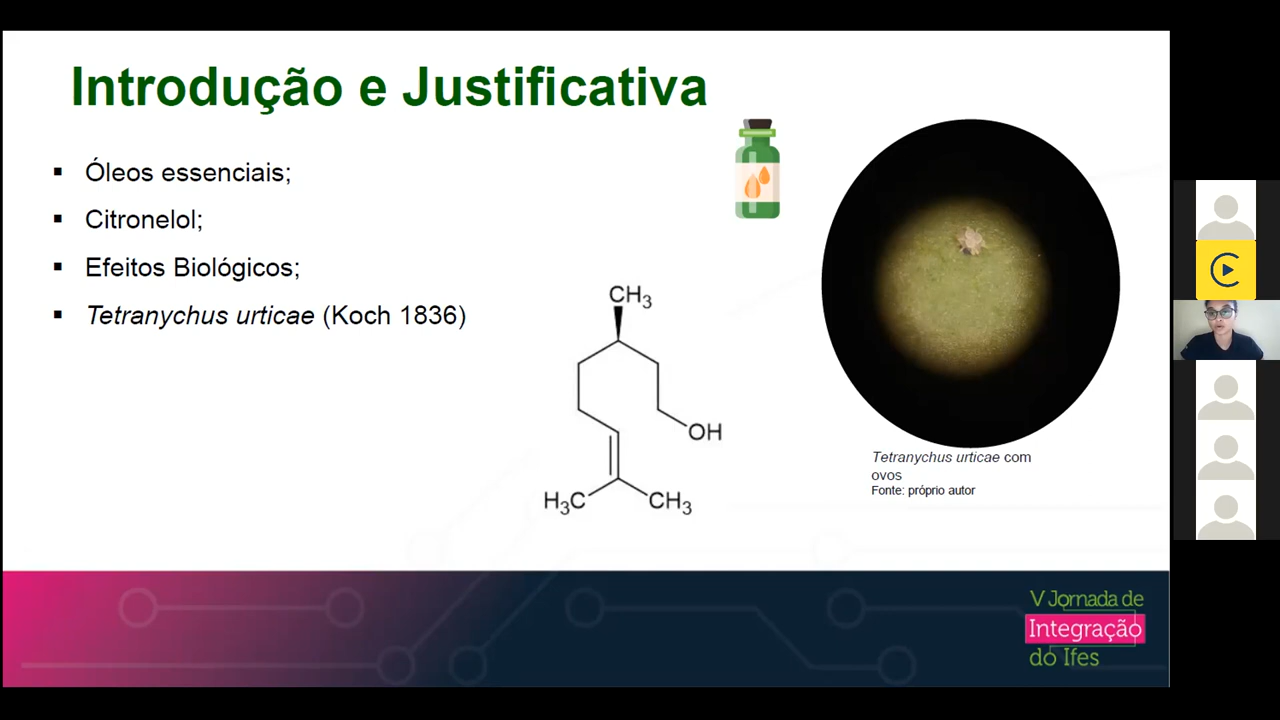 Introdução e Justificativa
▪ Óleos essenciais;
▪ Citronelol;
▪ Efeitos Biológicos;
▪ Tetranychus urticae (Koch 1836)
CH₃
OH
H₃C
CH₃
Tetranychus urticae com
ovos
Fonte: próprio autor
V Jornada de
Integração
do Ifes